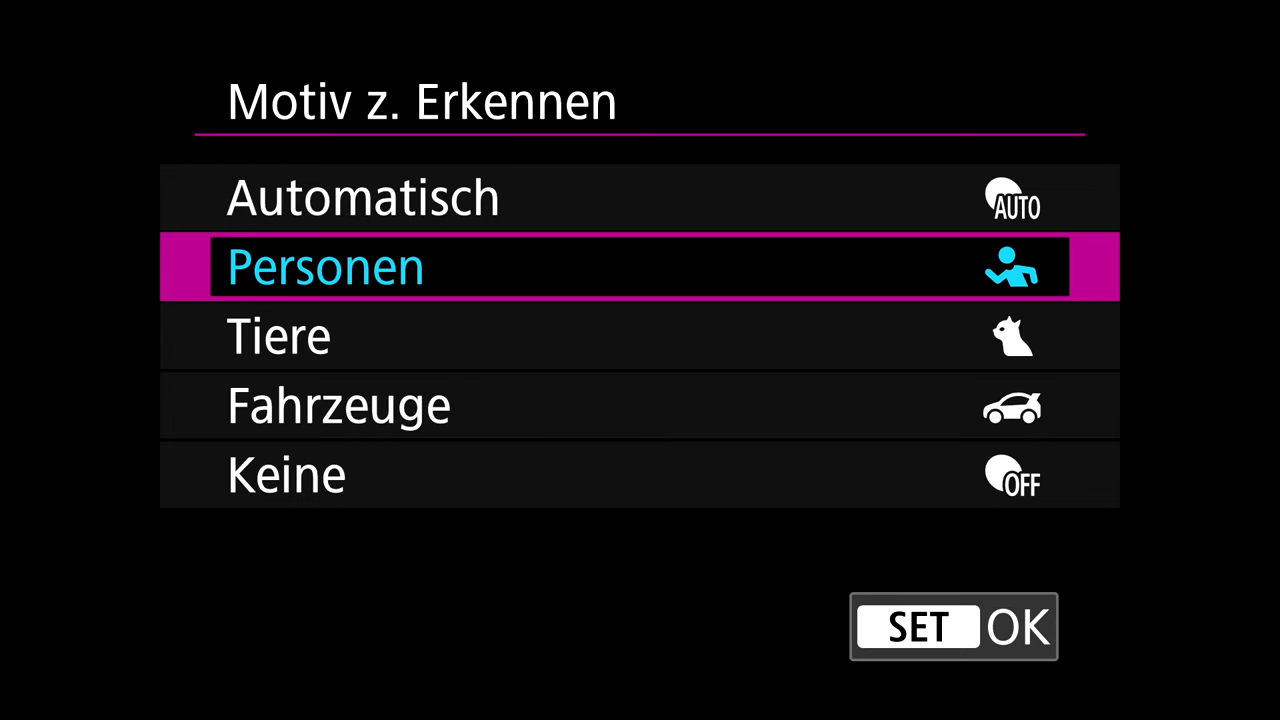 Motiv z. Erkennen
Automatisch AUTO
Personen
Tiere
Fahrzeuge
Keine OFF
SET OK